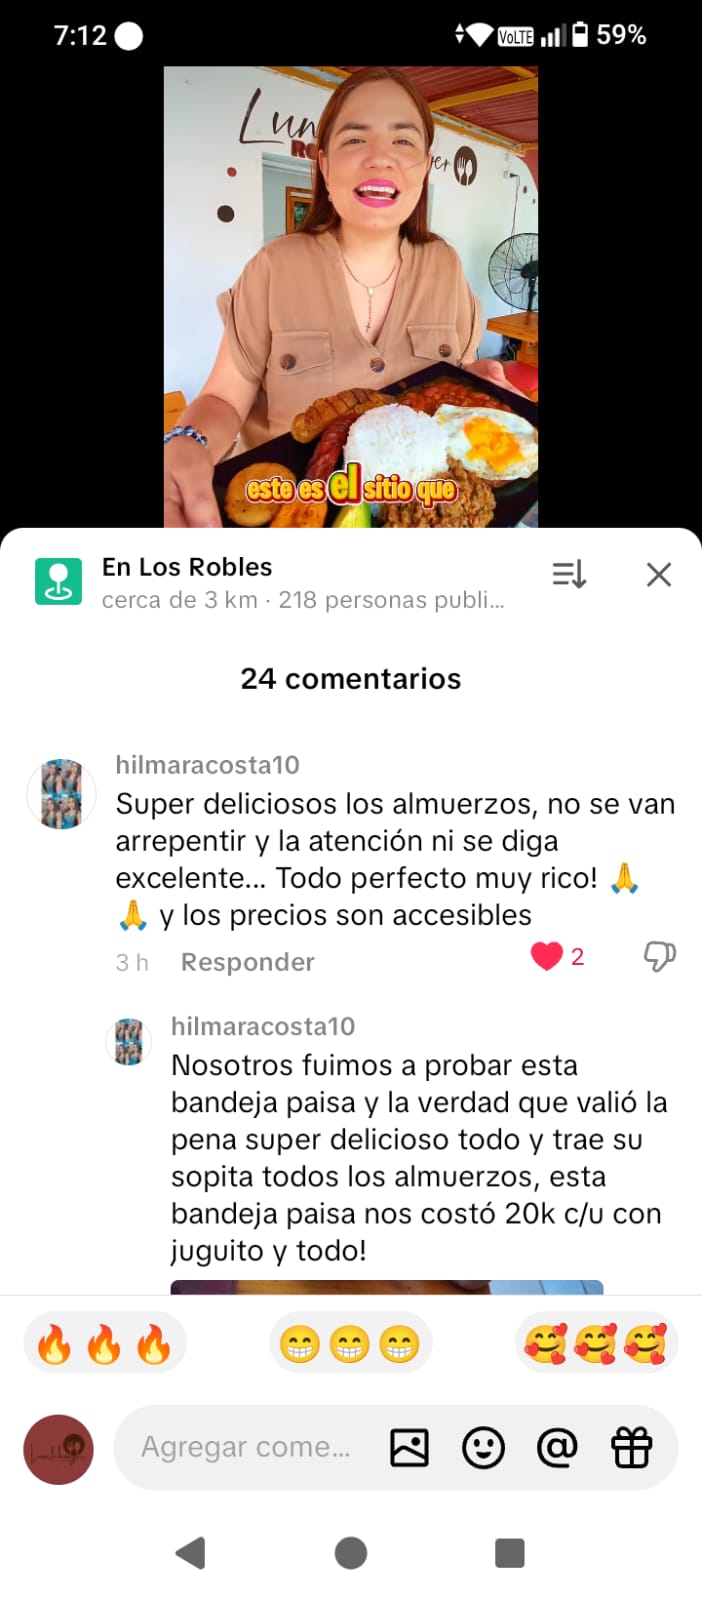 7:12
VoLTE
59%
Lun
este es el sitio que
En Los Robles
cerca de 3 km · 218 personas publi...
24 comentarios
hilmaracosta10
Super deliciosos los almuerzos, no se van
arrepentir y la atención ni se diga
excelente... Todo perfecto muy rico! 🙏
🙏 y los precios son accesibles
3 h Responder
2
hilmaracosta10
Nosotros fuimos a probar esta
bandeja paisa y la verdad que valió la
pena super delicioso todo y trae su
sopita todos los almuerzos, esta
bandeja paisa nos costó 20k c/u con
juguito y todo!
🔥🔥🔥 😁😁😁 🥰🥰🥰
Agregar come...